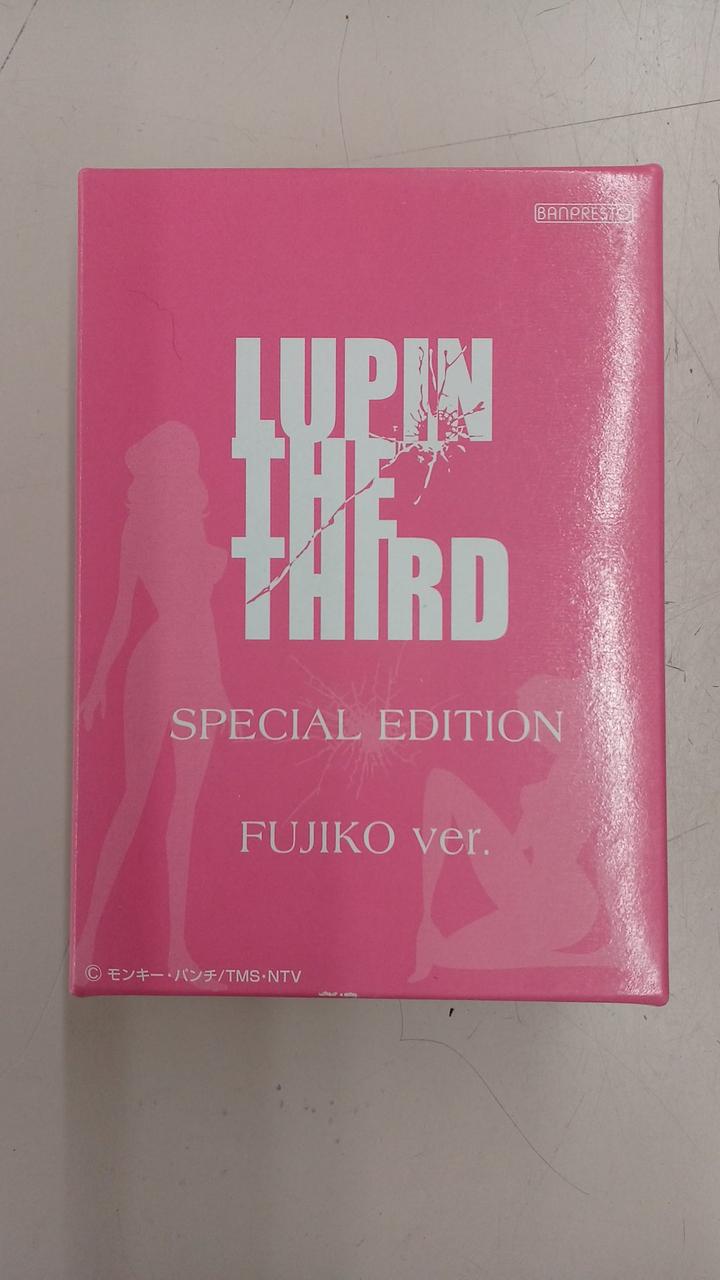 BANPRESTO
LUPIN
THE
THIRD
SPECIAL EDITION
FUJIKO ver.
© モンキー・パンチ/TMS・NTV